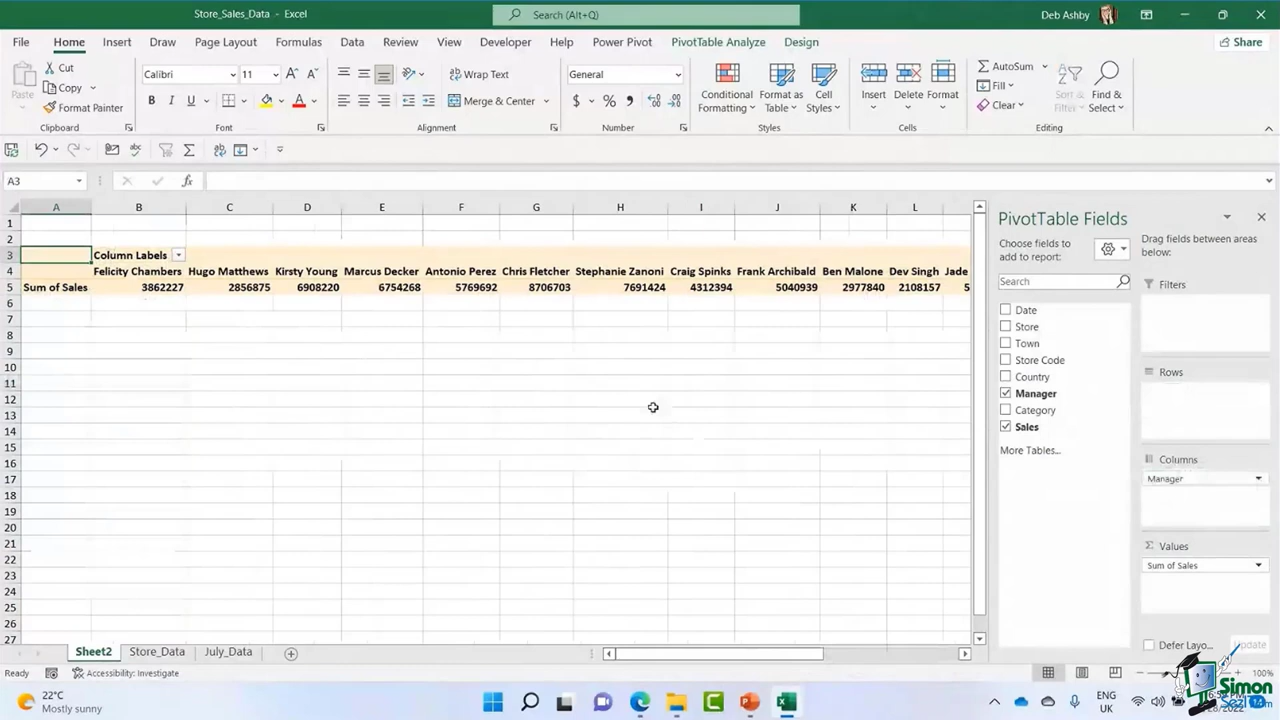 Store_Sales_Data - Excel
Search (Alt+Q)
Deb Ashby
File Home Insert Draw Page Layout Formulas Data Review View Developer Help Power Pivot PivotTable Analyze Design Share
Paste
Cut
Copy
Format Painter
Clipboard
Calibri 11
B I U
Font
Wrap Text
Merge & Center
Alignment
General
$ % ,
Number
Conditional Formatting
Format as Table
Cell Styles
Styles
Insert Delete Format
Cells
AutoSum
Fill
Clear
Sort & Filter
Find & Select
Editing
A3
fx
A B C D E F G H I J K L
1
2
3 Column Labels
4 Felicity Chambers Hugo Matthews Kirsty Young Marcus Decker Antonio Perez Chris Fletcher Stephanie Zanoni Craig Spinks Frank Archibald Ben Malone Dev Singh Jade
5 Sum of Sales 3862227 2856875 6908220 6754268 5769692 8706703 7691424 4312394 5040939 2977840 2108157 5
6
7
8
9
10
11
12
13
14
15
16
17
18
19
20
21
22
23
24
25
26
27
PivotTable Fields
Choose fields to add to report:
Search
Date
Store
Town
Store Code
Country
Manager
Category
Sales
More Tables...
Drag fields between areas below:
Filters
Rows
Columns
Manager
Σ Values
Sum of Sales
Defer Layo...
Update
Sheet2 Store_Data July_Data
Ready
Accessibility: Investigate
100%
22°C
Mostly sunny
ENG
UK
Simon
Sez